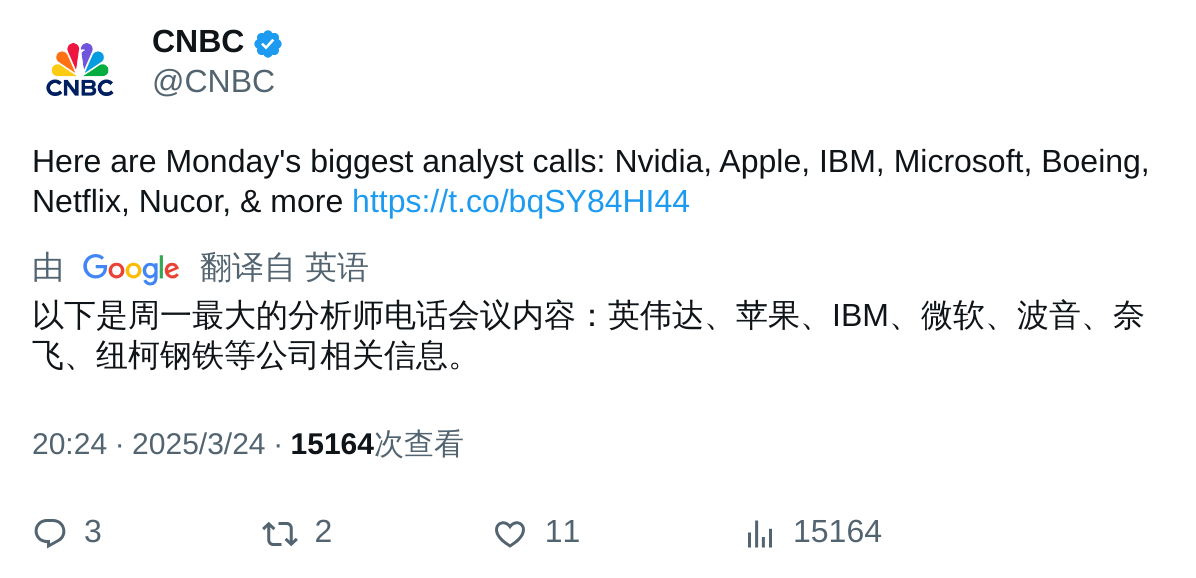 CNBC
@CNBC
CNBC
Here are Monday's biggest analyst calls: Nvidia, Apple, IBM, Microsoft, Boeing,
Netflix, Nucor, & more https://t.co/bqSY84HI44
由 Google 翻译自 英语
以下是周一最大的分析师电话会议内容：英伟达、苹果、IBM、微软、波音、奈
飞、纽柯钢铁等公司相关信息。
20:24 · 2025/3/24 · 15164次查看
3 2 11 15164